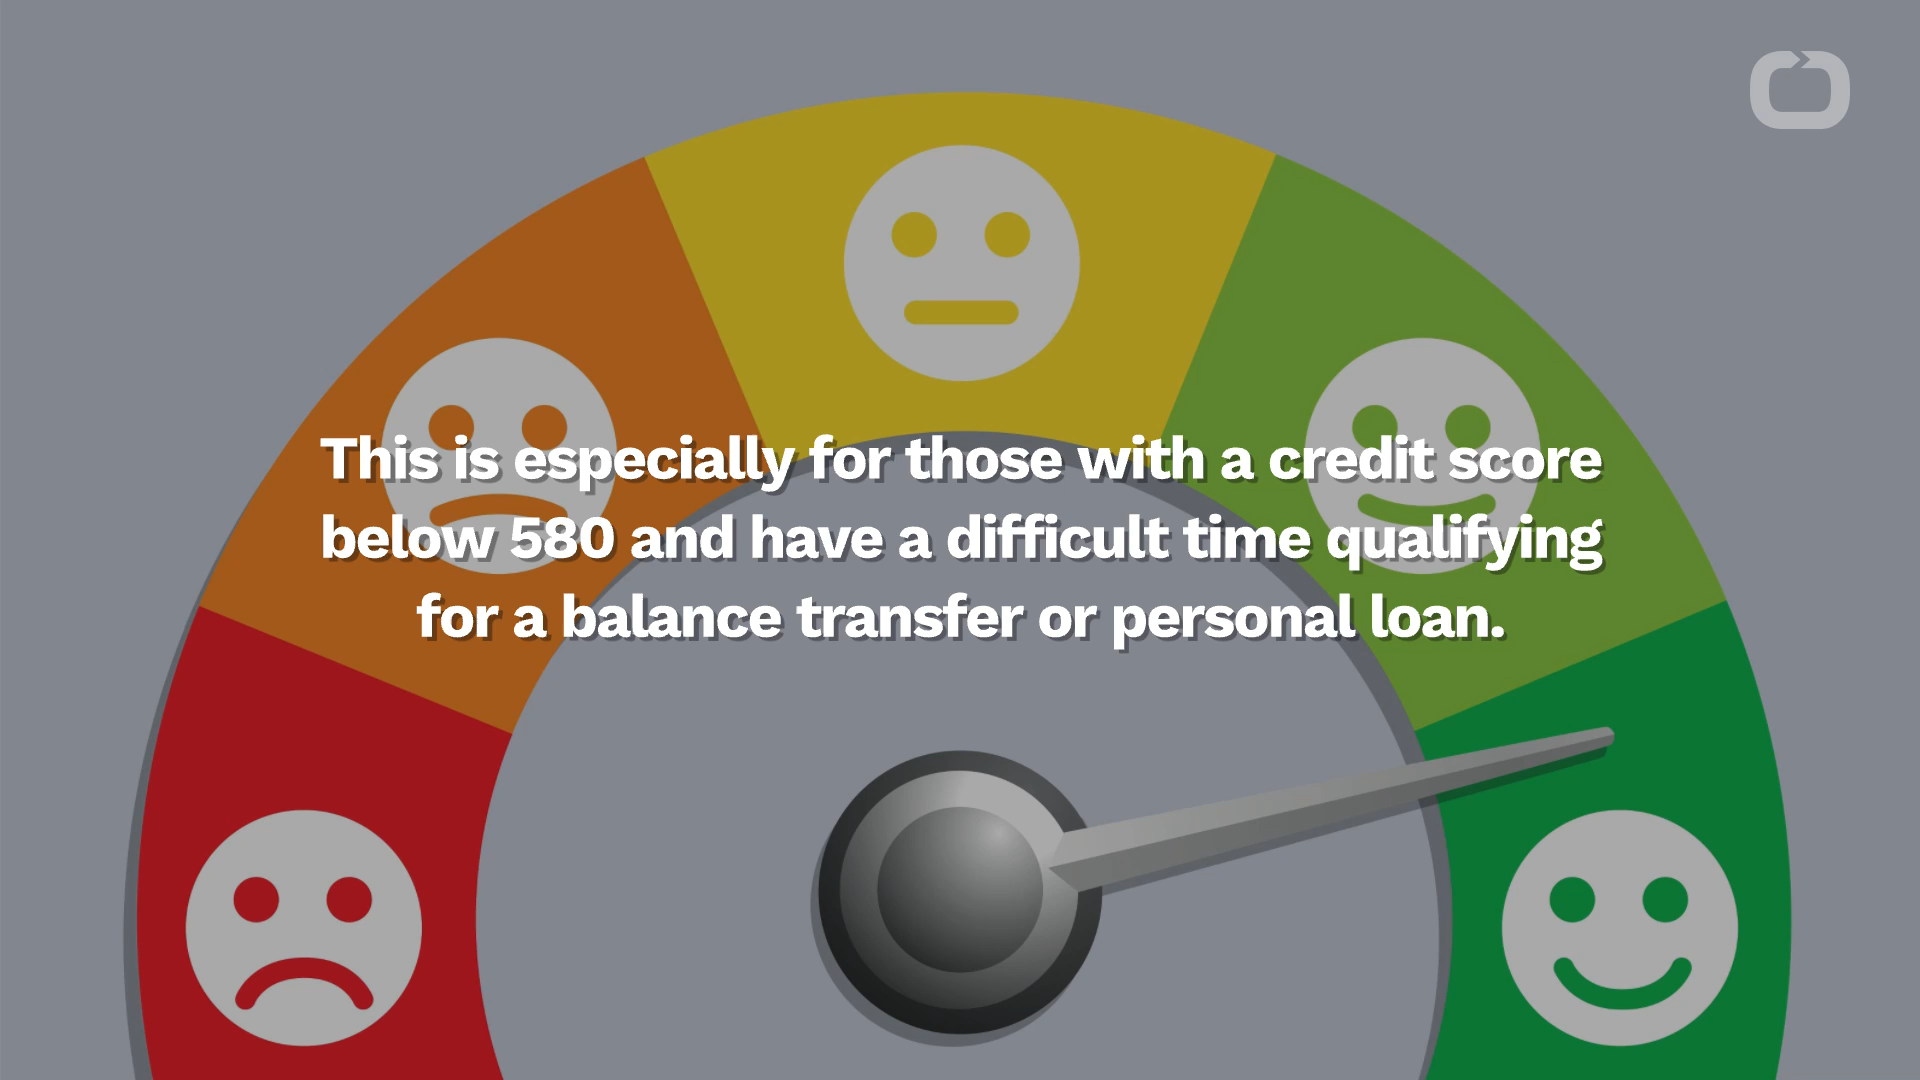 This is especially for those with a credit score
below 580 and have a difficult time qualifying
for a balance transfer or personal loan.